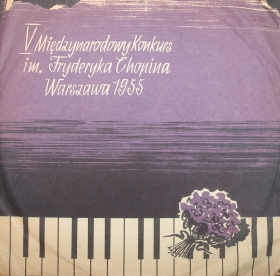 V Międzynarodowy Konkurs
im. Fryderyka Chopina
Warszawa 1955